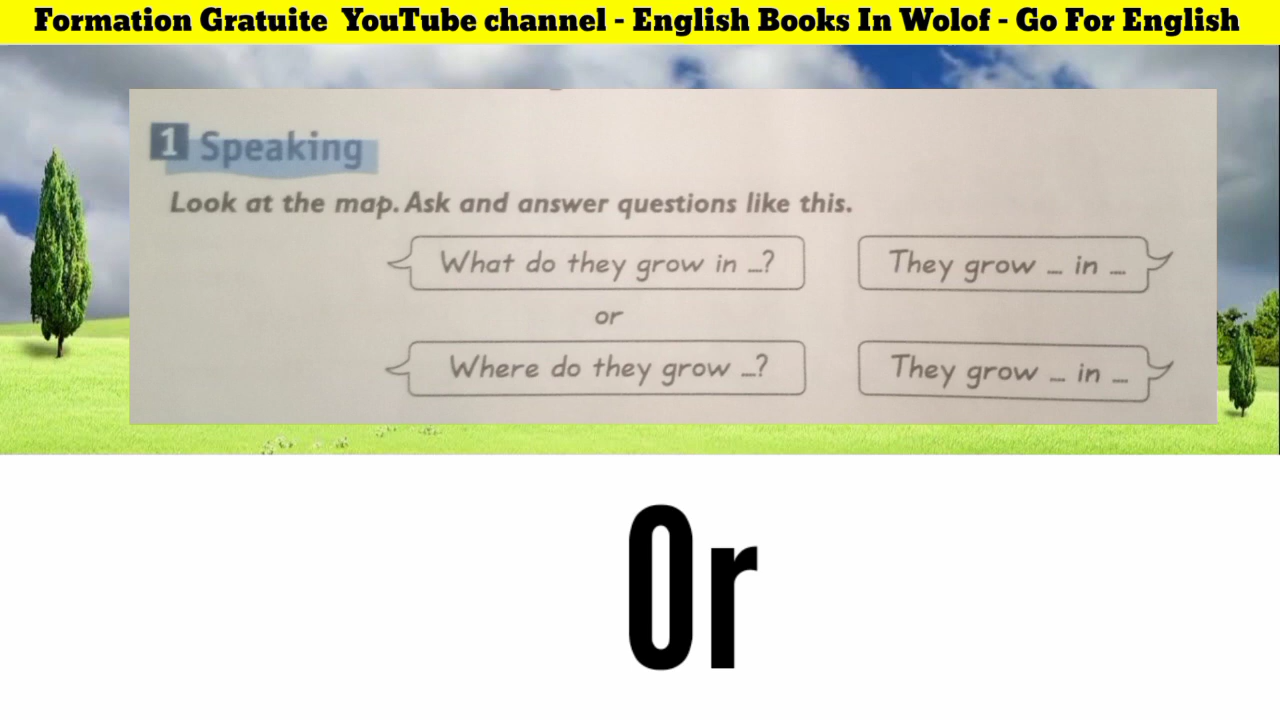 Formation Gratuite YouTube channel - English Books In Wolof - Go For English
1 Speaking
Look at the map. Ask and answer questions like this.
What do they grow in ...?
They grow ... in ...
or
Where do they grow ...?
They grow ... in ...
Or